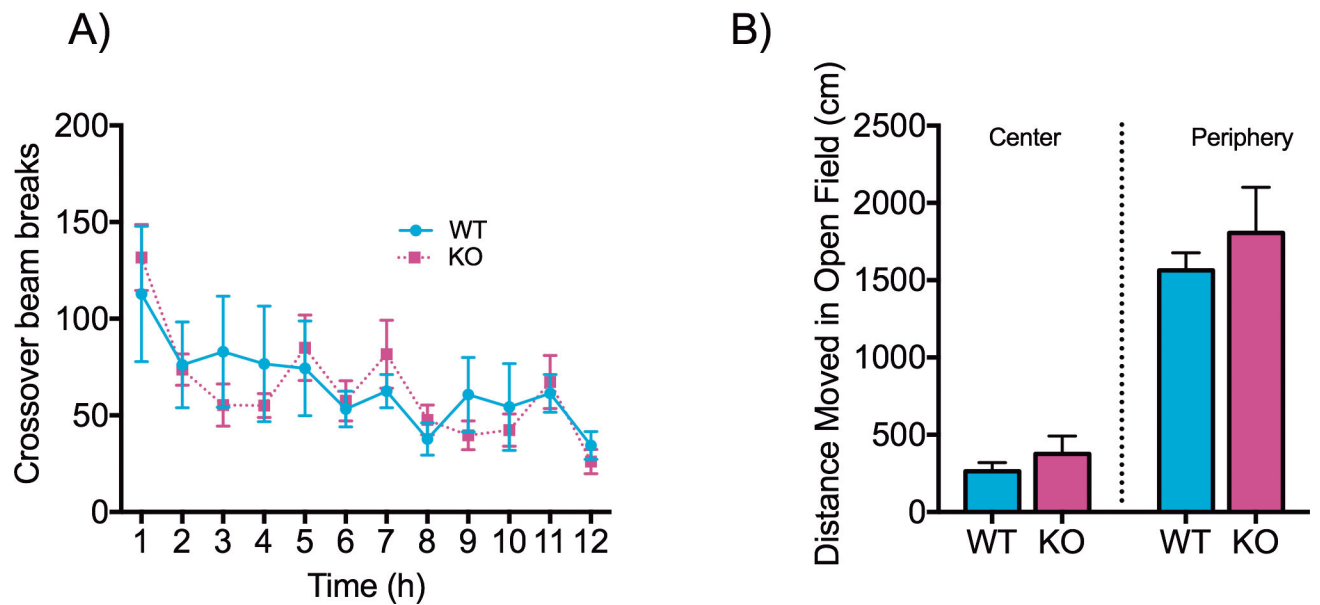 A)
Crossover beam breaks
200
150
100
50
0
WT
KO
1 2 3 4 5 6 7 8 9 10 11 12
Time (h)
B)
Distance Moved in Open Field (cm)
2500
2000
1500
1000
500
0
Center
Periphery
WT KO WT KO